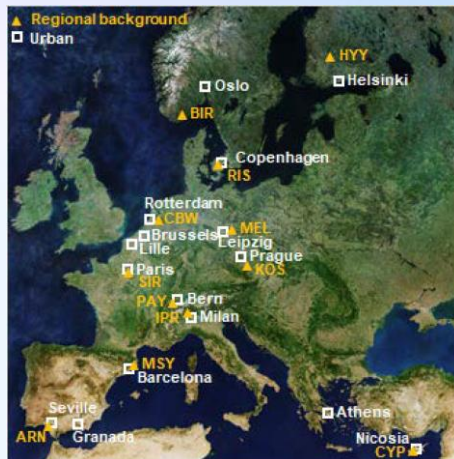 Regional background
Urban
HYY
Helsinki
Oslo
BIR
Copenhagen
RIS
Rotterdam
CBW
Brussels
MEL
Leipzig
Lille
Prague
KOS
Paris
SIR
Bern
PAY
IPR
Milan
MSY
Barcelona
Seville
ARN
Granada
Athens
Nicosia
CYP